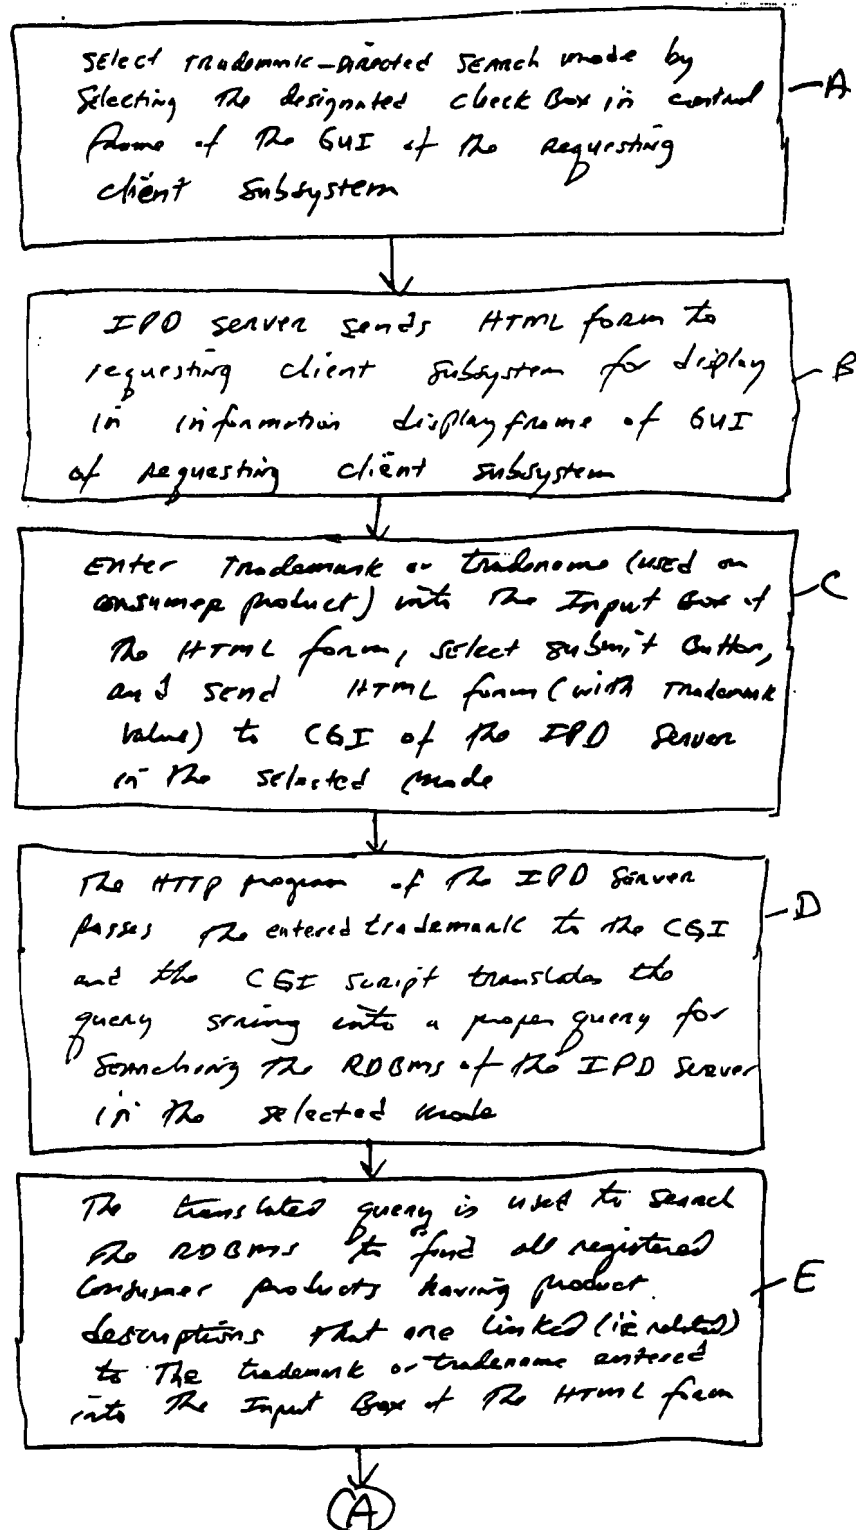 Select Trademark-Directed Search mode by
Selecting the designated check Box in control
frame of the GUI of the requesting
client subsystem
A
IPD server sends HTML form to
requesting client subsystem for display
in information display frame of GUI
of requesting client subsystem
B
Enter Trademark or tradename (used on
consumer product) into the Input Box of
the HTML form, select submit Button,
and send HTML form (with Trademark
value) to CGI of the IPD Server
in the selected mode
C
The HTTP program of the IPD Server
passes the entered trademark to the CGI
and the CGI script translates the
query string into a proper query for
Searching the RDBMS of the IPD Server
in the selected mode
D
The translated query is used to search
the RDBMS to find all registered
Consumer products having product
descriptions that are linked (ie related)
to the trademark or tradename entered
into the Input Box of the HTML form
E
A